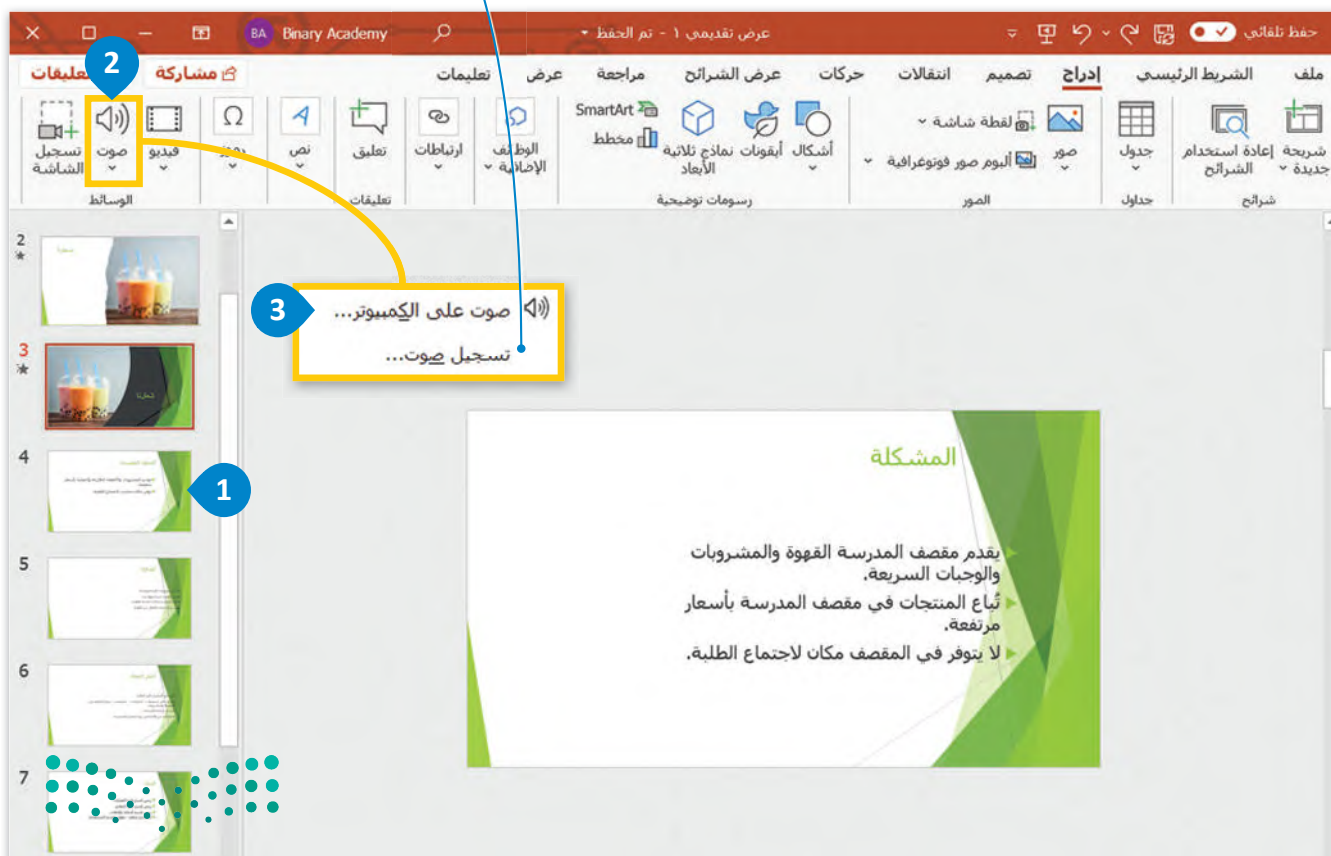 حفظ تلقائي
عرض تقديمي ١ - تم الحفظ
Binary Academy
BA
ملف
الشريط الرئيسي
إدراج
تصميم
انتقالات
حركات
عرض الشرائح
مراجعة
عرض
تعليمات
مشاركة
2
شريحة
جديدة
إعادة استخدام
الشرائح
شرائح
جدول
جداول
صور
لقطة شاشة
ألبوم صور فوتوغرافية
الصور
أشكال
أيقونات
نماذج ثلاثية
الأبعاد
SmartArt
مخطط
رسومات توضيحية
ارتباطات
تعليق
تعليقات
نص
فيديو
صوت
تسجيل
الشاشة
الوسائط
3
صوت على الكمبيوتر...
تسجيل صوت...
2
3
شعارنا
4
1
5
6
7
المشكلة
يقدم مقصف المدرسة القهوة والمشروبات
والوجبات السريعة.
تُباع المنتجات في مقصف المدرسة بأسعار
مرتفعة.
لا يتوفر في المقصف مكان لاجتماع الطلبة.